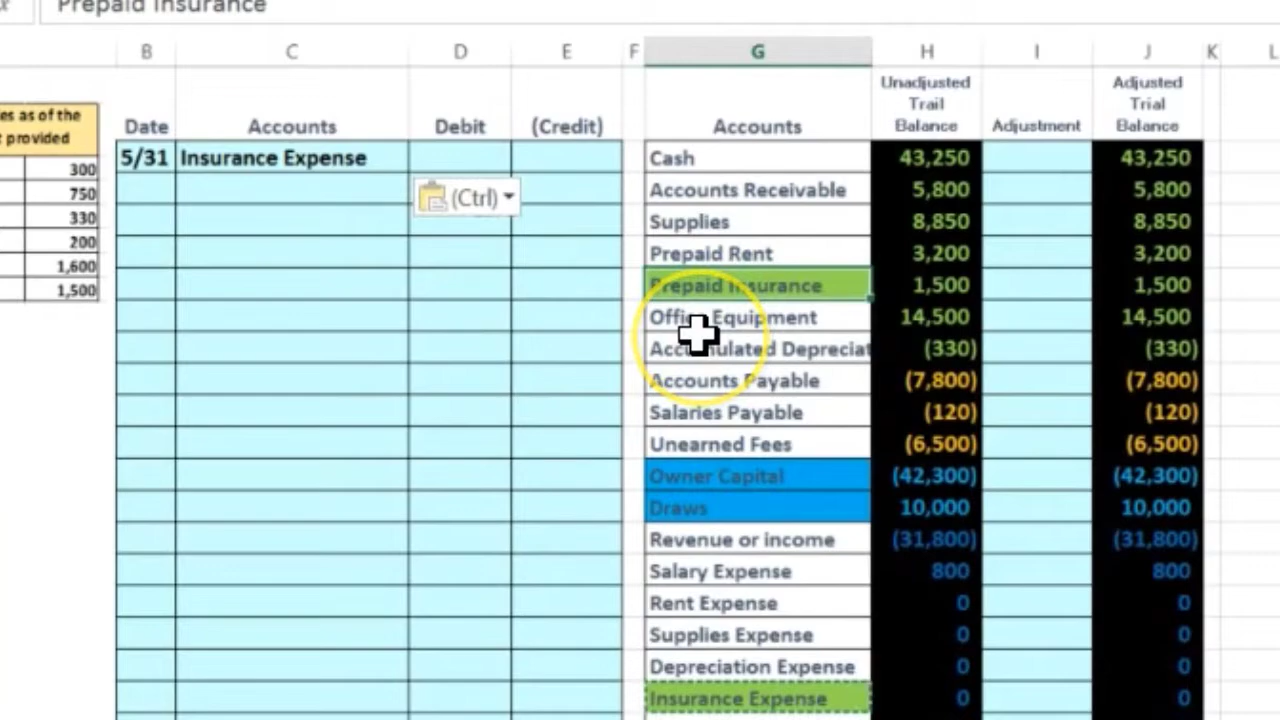 Prepaid Insurance
B C D E F G H I J K L
es as of the
t provided
300
750
330
200
1,600
1,500
Date Accounts Debit (Credit)
5/31 Insurance Expense
(Ctrl)
Accounts Unadjusted Trail Balance Adjustment Adjusted Trial Balance
Cash 43,250 43,250
Accounts Receivable 5,800 5,800
Supplies 8,850 8,850
Prepaid Rent 3,200 3,200
Prepaid Insurance 1,500 1,500
Office Equipment 14,500 14,500
Accumulated Depreciat (330) (330)
Accounts Payable (7,800) (7,800)
Salaries Payable (120) (120)
Unearned Fees (6,500) (6,500)
Owner Capital (42,300) (42,300)
Draws 10,000 10,000
Revenue or income (31,800) (31,800)
Salary Expense 800 800
Rent Expense 0 0
Supplies Expense 0 0
Depreciation Expense 0 0
Insurance Expense 0 0